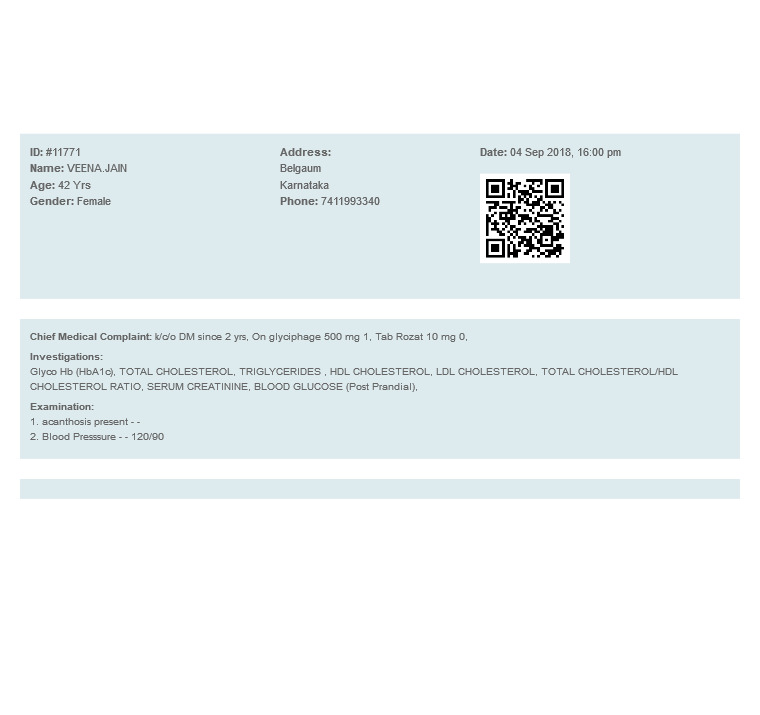 ID: #11771
Name: VEENA.JAIN
Age: 42 Yrs
Gender: Female
Address:
Belgaum
Karnataka
Phone: 7411993340
Date: 04 Sep 2018, 16:00 pm
Chief Medical Complaint: k/c/o DM since 2 yrs, On glyciphage 500 mg 1, Tab Rozat 10 mg 0,
Investigations:
Glyco Hb (HbA1c), TOTAL CHOLESTEROL, TRIGLYCERIDES , HDL CHOLESTEROL, LDL CHOLESTEROL, TOTAL CHOLESTEROL/HDL
CHOLESTEROL RATIO, SERUM CREATININE, BLOOD GLUCOSE (Post Prandial),
Examination:
1. acanthosis present - -
2. Blood Presssure - - 120/90